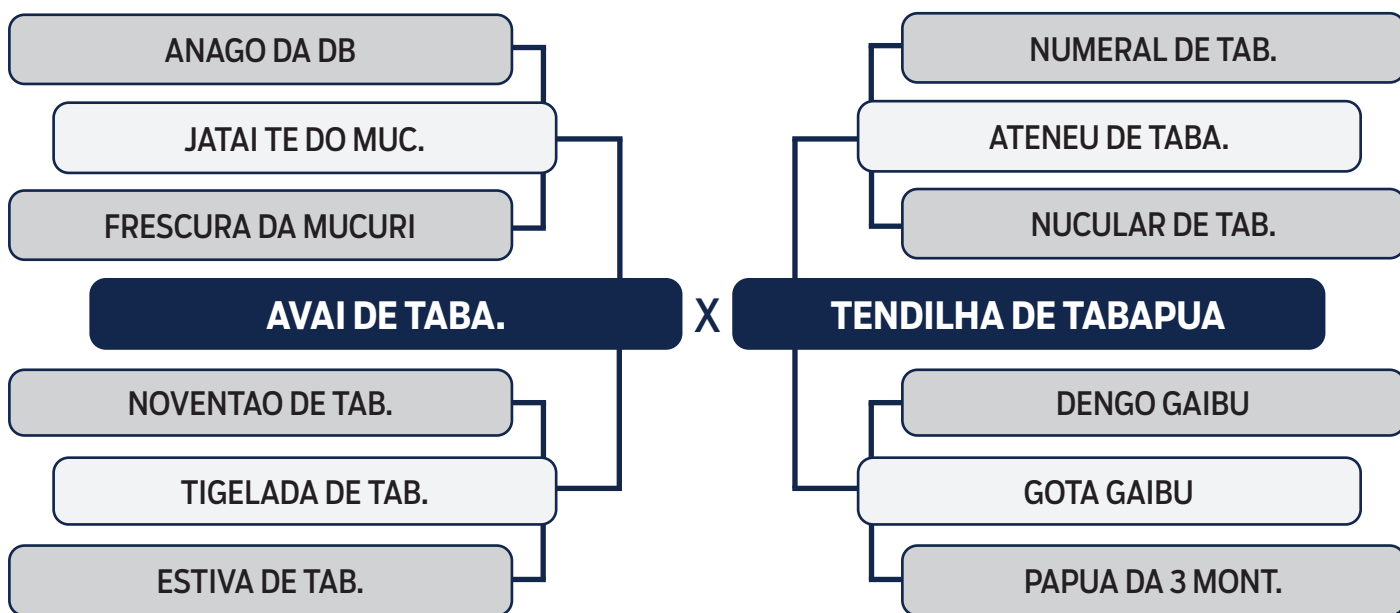 ANAGO DA DB
JATAI TE DO MUC.
FRESCURA DA MUCURI
AVAI DE TABA.
NOVENTAO DE TAB.
TIGELADA DE TAB.
ESTIVA DE TAB.
X
NUMERAL DE TAB.
ATENEU DE TABA.
NUCULAR DE TAB.
TENDILHA DE TABAPUA
DENGO GAIBU
GOTA GAIBU
PAPUA DA 3 MONT.